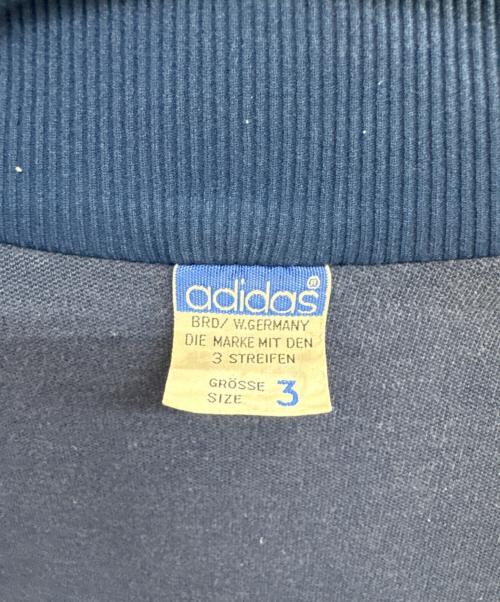 adidas®
BRD/ W.GERMANY
DIE MARKE MIT DEN
3 STREIFEN
GRÖSSE
SIZE 3